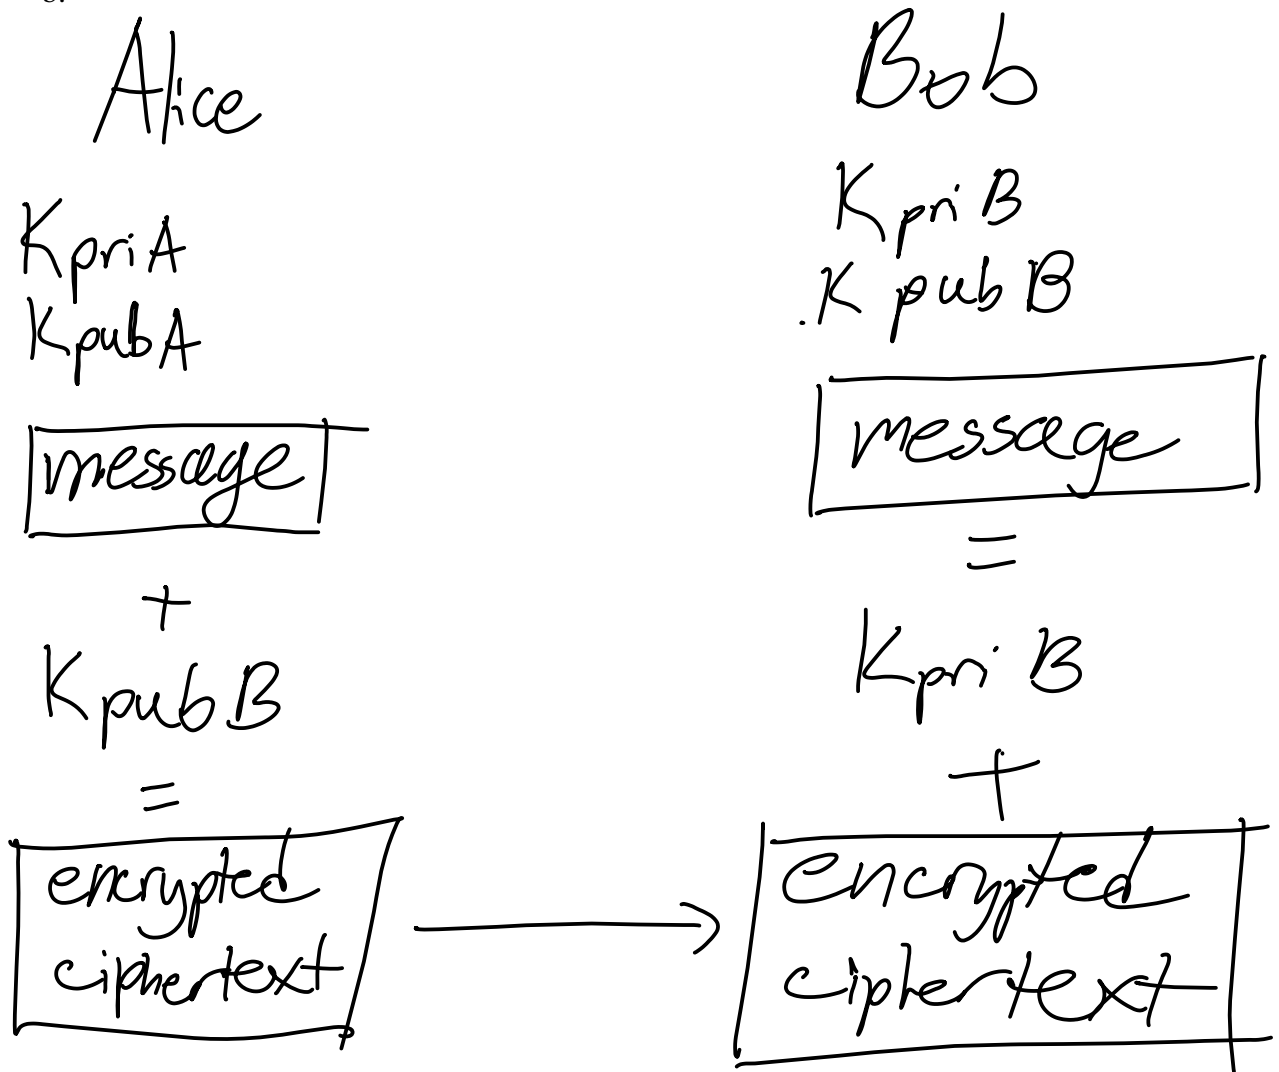 Alice
KpriA
KpubA
message
+
KpubB
=
encrypted
ciphertext
Bob
KpriB
KpubB
message
=
KpriB
+
encrypted
ciphertext